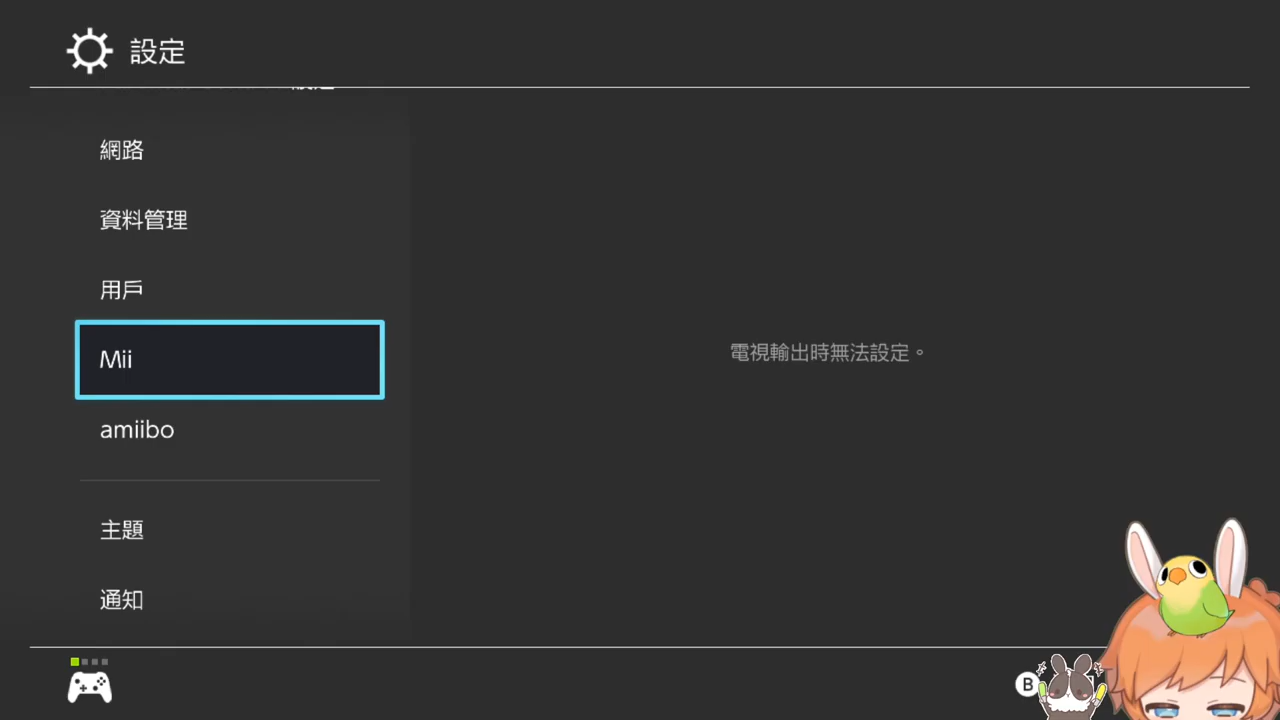 設定
網路
資料管理
用戶
Mii
amiibo
主題
通知
電視輸出時無法設定。
B